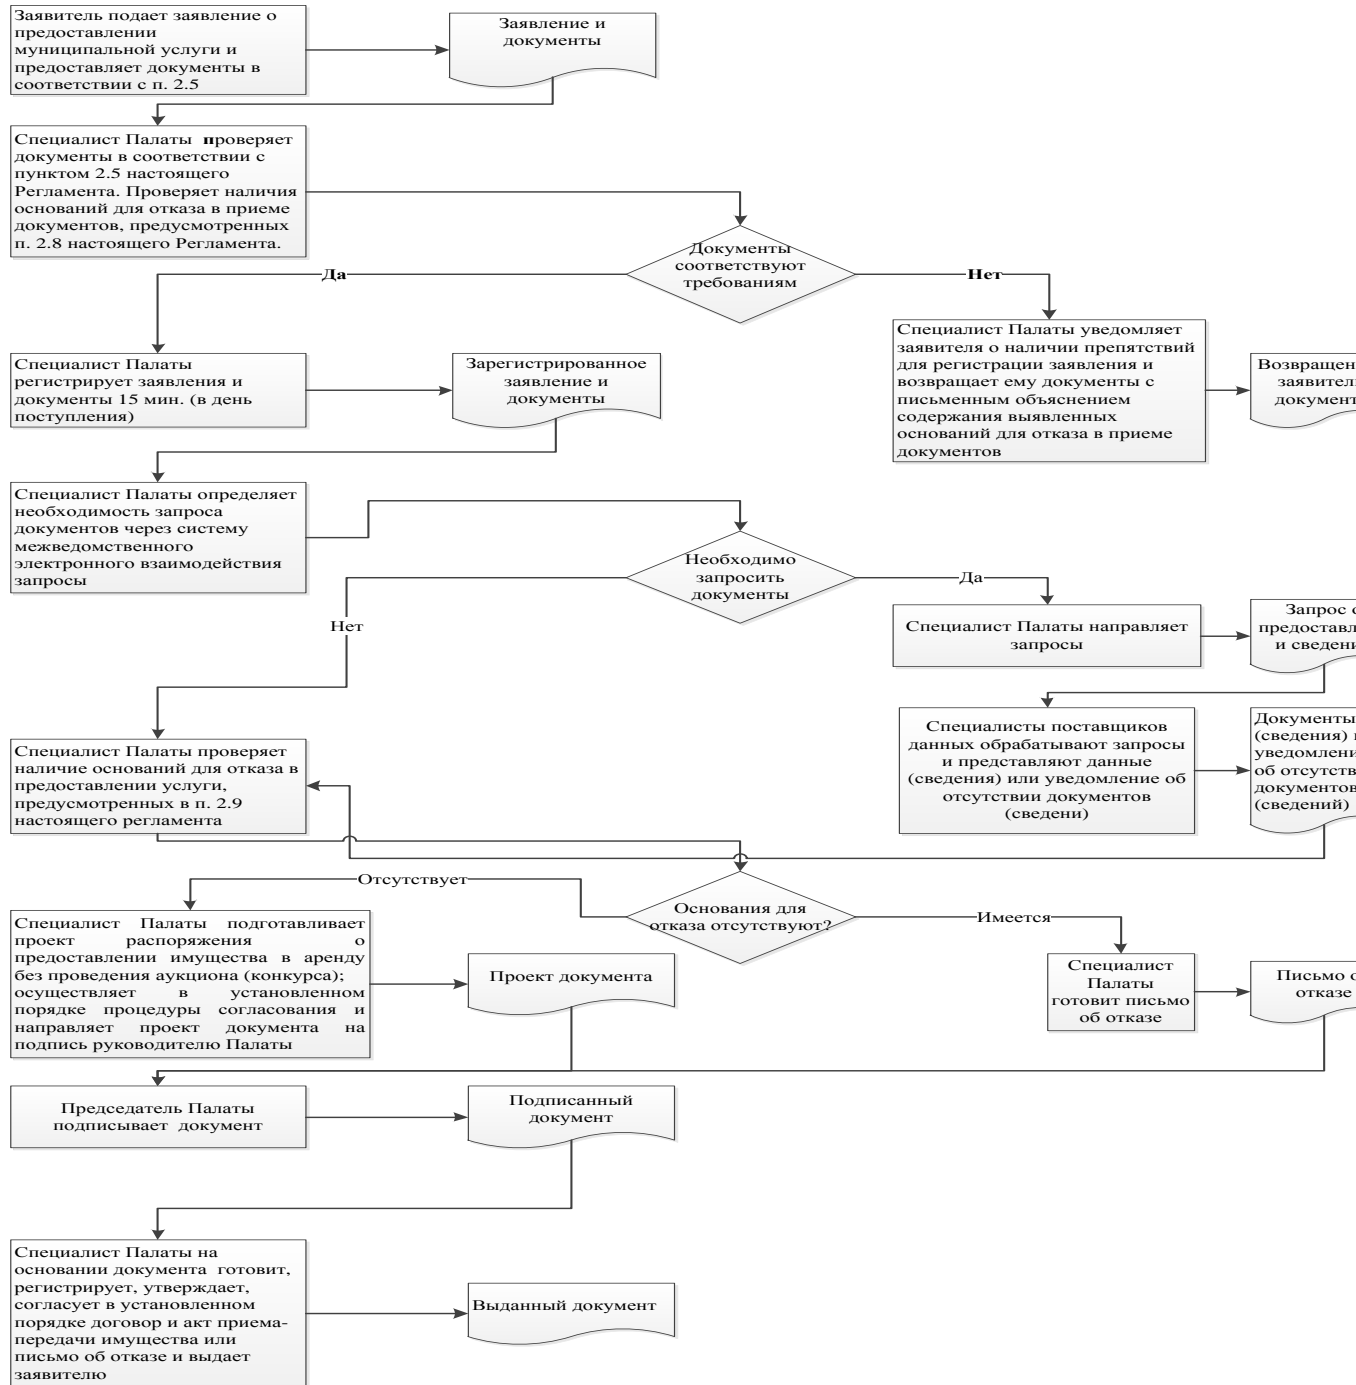 Заявитель подает заявление о
предоставлении
муниципальной услуги и
предоставляет документы в
соответствии с п. 2.5
Заявление и
документы
Специалист Палаты проверяет
документы в соответствии с
пунктом 2.5 настоящего
Регламента. Проверяет наличия
оснований для отказа в приеме
документов, предусмотренных
п. 2.8 настоящего Регламента.
Документы
соответствуют
требованиям
Да
Нет
Специалист Палаты
регистрирует заявления и
документы 15 мин. (в день
поступления)
Зарегистрированное
заявление и
документы
Специалист Палаты уведомляет
заявителя о наличии препятствий
для регистрации заявления и
возвращает ему документы с
письменным объяснением
содержания выявленных
оснований для отказа в приеме
документов
Специалист Палаты определяет
необходимость запроса
документов через систему
межведомственного
электронного взаимодействия
запросы
Необходимо
запросить
документы
Да
Нет
Специалист Палаты направляет
запросы
Запрос
и
Специалисты поставщиков
данных обрабатывают запросы
и представляют данные
(сведения) или уведомление об
отсутствии документов
(сведени)
Документы
(сведения)
об
(сведений)
Специалист Палаты проверяет
наличие оснований для отказа в
предоставлении услуги,
предусмотренных в п. 2.9
настоящего регламента
Основания для
отказа отсутствуют?
Отсутствует
Имеется
Специалист Палаты подготавливает
проект распоряжения о
предоставлении имущества в аренду
без проведения аукциона (конкурса);
осуществляет в установленном
порядке процедуры согласования и
направляет проект документа на
подпись руководителю Палаты
Проект документа
Специалист
Палаты
готовит письмо
об отказе
Письмо
отказе
Председатель Палаты
подписывает документ
Подписанный
документ
Специалист Палаты на
основании документа готовит,
регистрирует, утверждает,
согласует в установленном
порядке договор и акт приема-
передачи имущества или
письмо об отказе и выдает
заявителю
Выданный документ